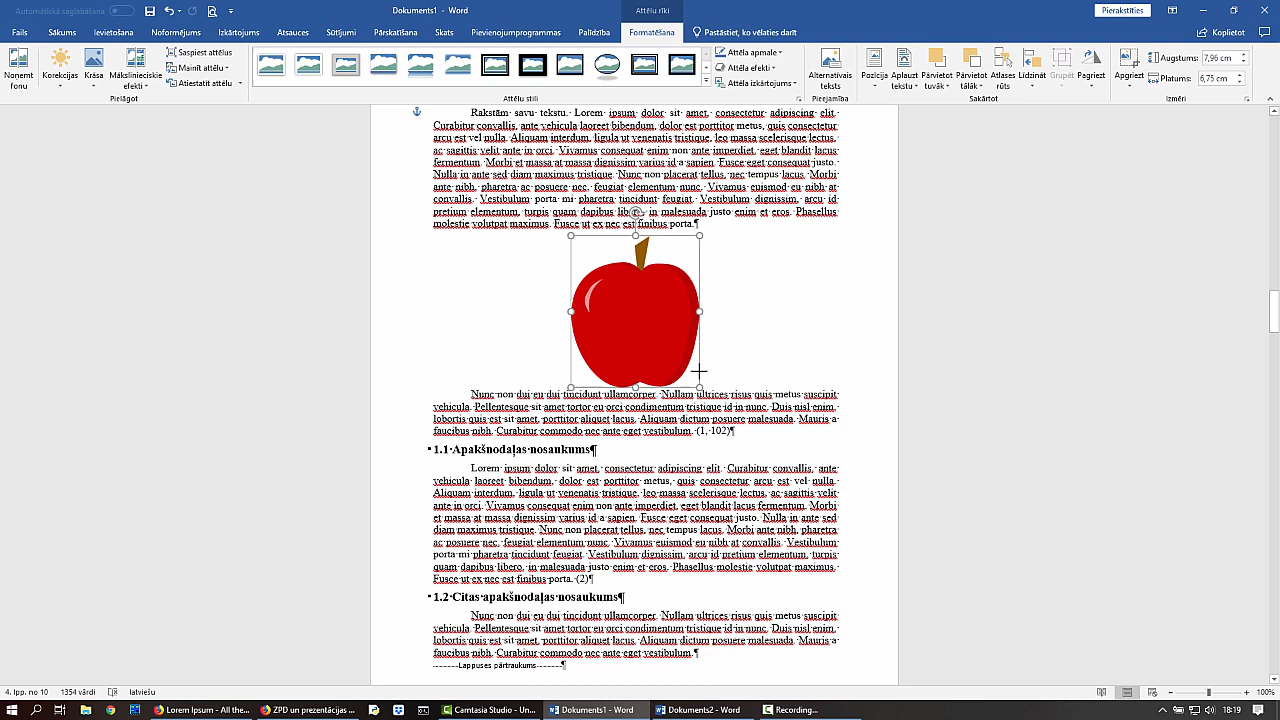 Automātiskā saglabāšana
Dokuments1 - Word
Attēlu rīki
Pierakstīties
Fails Sākums Ievietošana Noformējums Izkārtojums Atsauces Sūtījumi Pārskatīšana Skats Pievienojumprogrammas Palīdzība Formatēšana Pastāstiet, ko vēlaties darīt Kopīgot
Noņemt fonu
Korekcijas
Krāsa
Mākslinieciskie efekti
Saspiest attēlus
Mainīt attēlu
Atiestatīt attēlu
Attēla apmale
Attēla efekti
Attēla izkārtojums
Alternatīvais teksts
Pozīcija
Aplauzt tekstu
Pārvietot tuvāk
Pārvietot tālāk
Atlases rūts
Līdzināt
Grupēt
Pagriezt
Apgriezt
Augstums: 7,96 cm
Platums: 6,75 cm
Pielāgot
Attēlu stili
Pieejamība
Sakārtot
Izmēri
Rakstām savu tekstu. Lorem ipsum dolor sit amet, consectetur adipiscing elit.
Curabitur convallis, ante vehicula laoreet bibendum, dolor est porttitor metus, quis consectetur
arcu est vel nulla. Aliquam interdum, ligula ut venenatis tristique, leo massa scelerisque lectus,
ac sagittis velit ante in orci. Vivamus consequat enim non ante imperdiet, eget blandit lacus
fermentum. Morbi et massa at massa dignissim varius id a sapien. Fusce eget consequat justo.
Nulla in ante sed diam maximus tristique. Nunc non placerat tellus, nec tempus lacus. Morbi
ante nibh, pharetra ac posuere nec, feugiat elementum nunc. Vivamus euismod eu nibh at
convallis. Vestibulum porta mi pharetra tincidunt feugiat. Vestibulum dignissim, arcu id
pretium elementum, turpis quam dapibus libero, in malesuada justo enim et eros. Phasellus
molestie volutpat maximus. Fusce ut ex nec est finibus porta.¶
Nunc non dui eu dui tincidunt ullamcorper. Nullam ultrices risus quis metus suscipit
vehicula. Pellentesque sit amet tortor eu orci condimentum tristique id in nunc. Duis nisl enim,
lobortis quis est sit amet, porttitor aliquet lacus. Aliquam dictum posuere malesuada. Mauris a
faucibus nibh. Curabitur commodo nec ante eget vestibulum. (1, 102)¶
1.1 Apakšnodaļas nosaukums¶
Lorem ipsum dolor sit amet, consectetur adipiscing elit. Curabitur convallis, ante
vehicula laoreet bibendum, dolor est porttitor metus, quis consectetur arcu est vel nulla.
Aliquam interdum, ligula ut venenatis tristique, leo massa scelerisque lectus, ac sagittis velit
ante in orci. Vivamus consequat enim non ante imperdiet, eget blandit lacus fermentum. Morbi
et massa at massa dignissim varius id a sapien. Fusce eget consequat justo. Nulla in ante sed
diam maximus tristique. Nunc non placerat tellus, nec tempus lacus. Morbi ante nibh, pharetra
ac posuere nec, feugiat elementum nunc. Vivamus euismod eu nibh at convallis. Vestibulum
porta mi pharetra tincidunt feugiat. Vestibulum dignissim, arcu id pretium elementum, turpis
quam dapibus libero, in malesuada justo enim et eros. Phasellus molestie volutpat maximus.
Fusce ut ex nec est finibus porta. (2)¶
1.2 Citas apakšnodaļas nosaukums¶
Nunc non dui eu dui tincidunt ullamcorper. Nullam ultrices risus quis metus suscipit
vehicula. Pellentesque sit amet tortor eu orci condimentum tristique id in nunc. Duis nisl enim,
lobortis quis est sit amet, porttitor aliquet lacus. Aliquam dictum posuere malesuada. Mauris a
faucibus nibh. Curabitur commodo nec ante eget vestibulum.¶
Lappuses pārtraukums¶
4. lpp. no 10 1354 vārdi latviešu 100%
Lorem Ipsum - All the... ZPD un prezentācijas ... Camtasia Studio - Un... Dokuments1 - Word Dokuments2 - Word Recording... 18:19